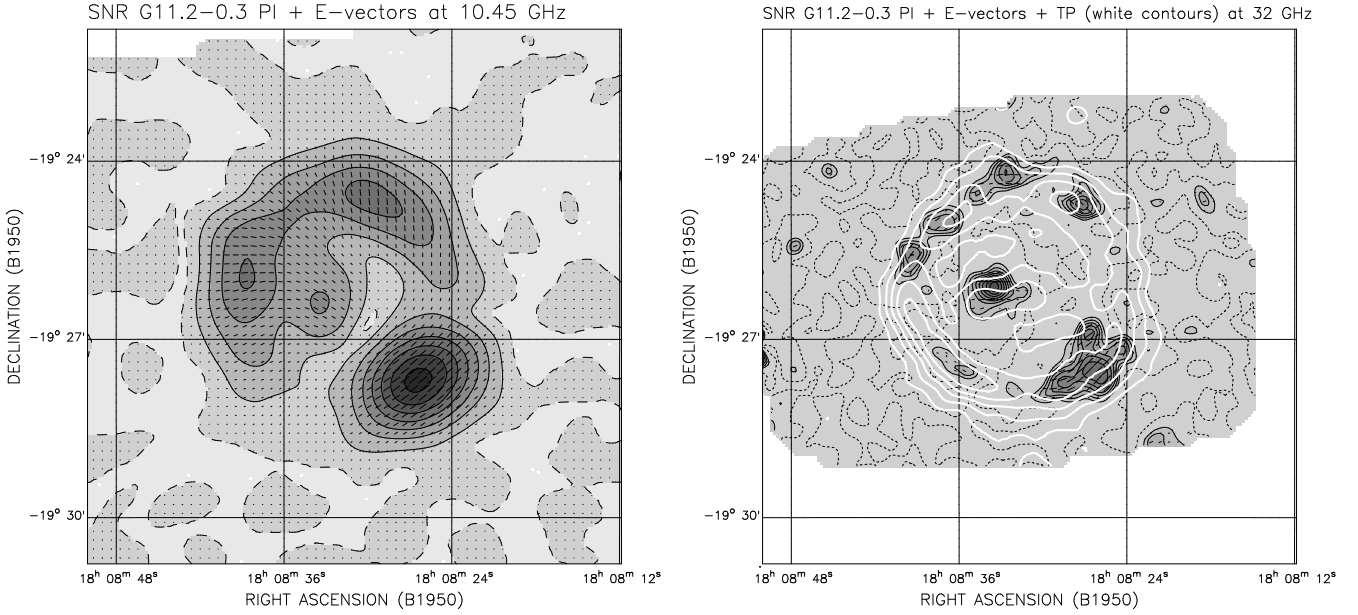 SNR G11.2−0.3 PI + E−vectors at 10.45 GHz
DECLINATION (B1950)
−19° 24'
−19° 27'
−19° 30'
18ʰ 08ᵐ 48ˢ
18ʰ 08ᵐ 36ˢ
18ʰ 08ᵐ 24ˢ
18ʰ 08ᵐ 12ˢ
RIGHT ASCENSION (B1950)
SNR G11.2−0.3 PI + E−vectors + TP (white contours) at 32 GHz
DECLINATION (B1950)
−19° 24'
−19° 27'
−19° 30'
18ʰ 08ᵐ 48ˢ
18ʰ 08ᵐ 36ˢ
18ʰ 08ᵐ 24ˢ
18ʰ 08ᵐ 12ˢ
RIGHT ASCENSION (B1950)